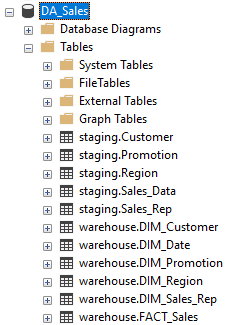 DA_Sales
Database Diagrams
Tables
System Tables
FileTables
External Tables
Graph Tables
staging.Customer
staging.Promotion
staging.Region
staging.Sales_Data
staging.Sales_Rep
warehouse.DIM_Customer
warehouse.DIM_Date
warehouse.DIM_Promotion
warehouse.DIM_Region
warehouse.DIM_Sales_Rep
warehouse.FACT_Sales